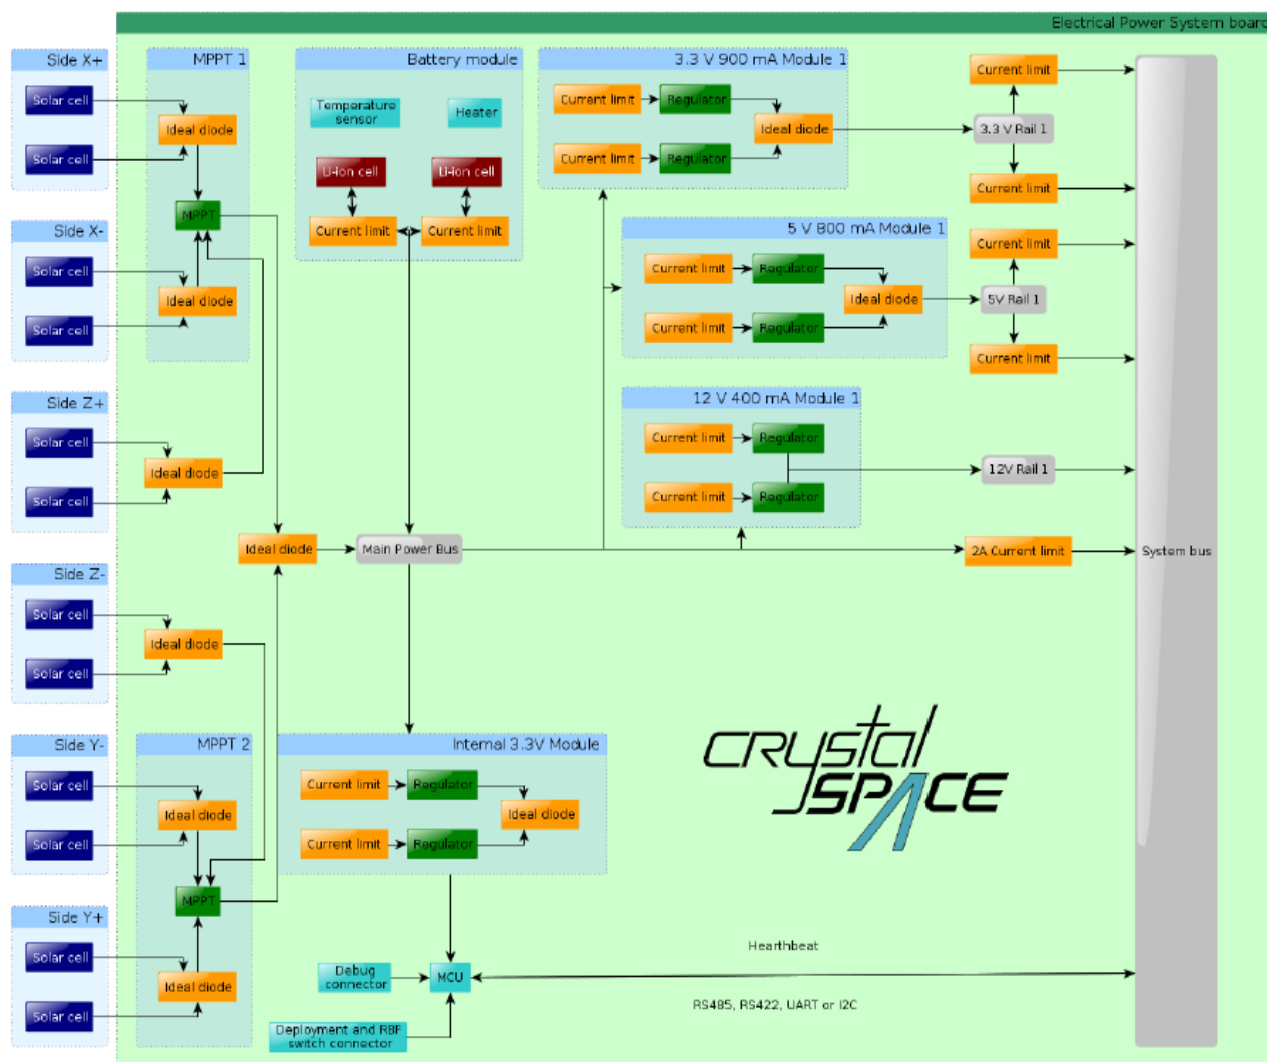 Electrical Power System board
Side X+
Solar cell
Solar cell
Side X-
Solar cell
Solar cell
Side Z+
Solar cell
Solar cell
Side Z-
Solar cell
Solar cell
Side Y-
Solar cell
Solar cell
Side Y+
Solar cell
Solar cell
MPPT 1
Ideal diode
MPPT
Ideal diode
Ideal diode
Ideal diode
Ideal diode
MPPT 2
Ideal diode
MPPT
Ideal diode
Battery module
Temperature
sensor
Heater
Li-ion cell
Li-ion cell
Current limit
Current limit
Main Power Bus
3.3 V 900 mA Module 1
Current limit
Regulator
Ideal diode
Current limit
Regulator
5 V 800 mA Module 1
Current limit
Regulator
Ideal diode
Current limit
Regulator
12 V 400 mA Module 1
Current limit
Regulator
Current limit
Regulator
Current limit
3.3 V Rail 1
Current limit
Current limit
5V Rail 1
Current limit
12V Rail 1
2A Current limit
System bus
Internal 3.3V Module
Current limit
Regulator
Ideal diode
Current limit
Regulator
crystal
SPACE
Hearthbeat
Debug
connector
MCU
RS485, RS422, UART or I2C
Deployment and RBF
switch connector